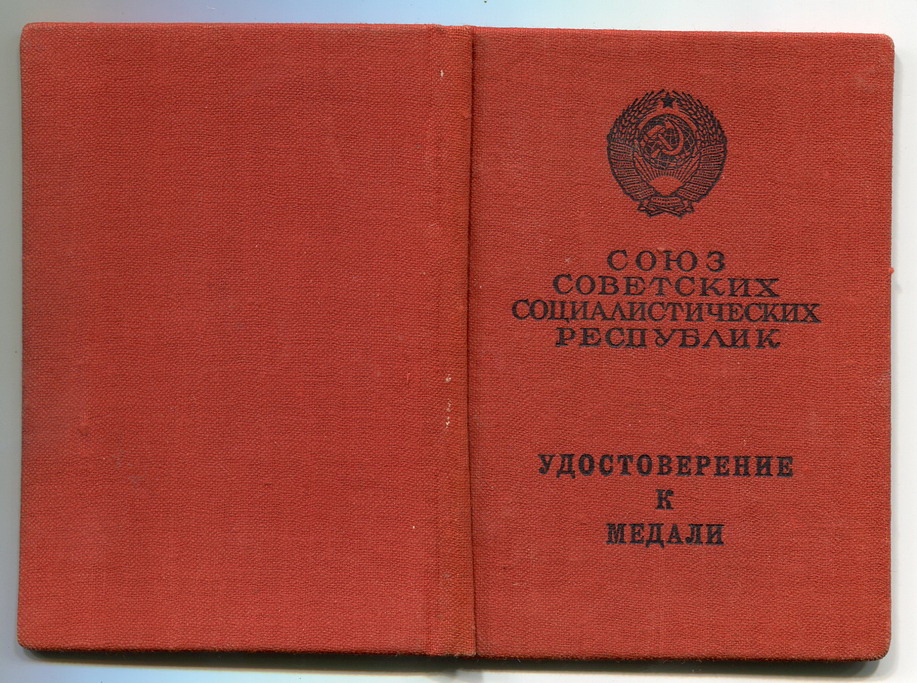 СОЮЗ
СОВЕТСКИХ
СОЦИАЛИСТИЧЕСКИХ
РЕСПУБЛИК
УДОСТОВЕРЕНИЕ
К
МЕДАЛИ